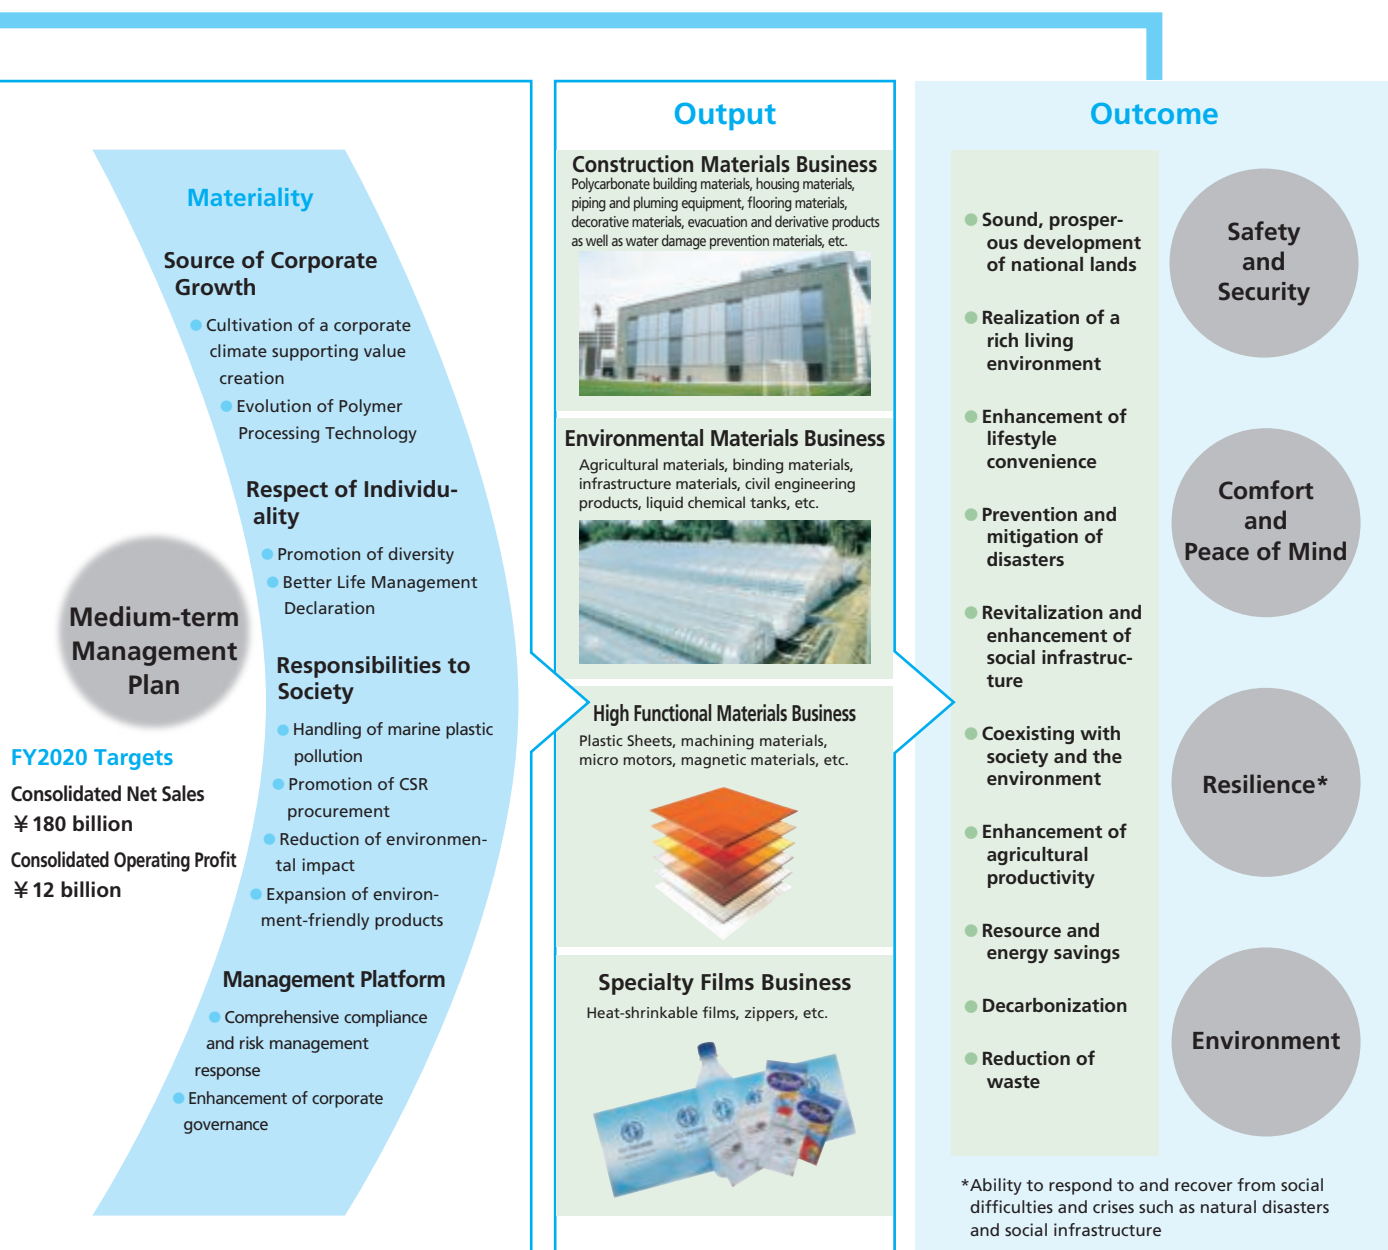 Materiality
Source of Corporate
Growth
● Cultivation of a corporate
climate supporting value
creation
● Evolution of Polymer
Processing Technology
Respect of Individu-
ality
● Promotion of diversity
● Better Life Management
Declaration
Medium-term
Management
Plan
Responsibilities to
Society
● Handling of marine plastic
pollution
● Promotion of CSR
procurement
● Reduction of environmen-
tal impact
● Expansion of environ-
ment-friendly products
FY2020 Targets
Consolidated Net Sales
¥180 billion
Consolidated Operating Profit
¥12 billion
Management Platform
● Comprehensive compliance
and risk management
response
● Enhancement of corporate
governance
Output
Construction Materials Business
Polycarbonate building materials, housing materials,
piping and pluming equipment, flooring materials,
decorative materials, evacuation and derivative products
as well as water damage prevention materials, etc.
Environmental Materials Business
Agricultural materials, binding materials,
infrastructure materials, civil engineering
products, liquid chemical tanks, etc.
High Functional Materials Business
Plastic Sheets, machining materials,
micro motors, magnetic materials, etc.
Specialty Films Business
Heat-shrinkable films, zippers, etc.
Outcome
● Sound, prosper-
ous development
of national lands
● Realization of a
rich living
environment
● Enhancement of
lifestyle
convenience
● Prevention and
mitigation of
disasters
● Revitalization and
enhancement of
social infrastruc-
ture
● Coexisting with
society and the
environment
● Enhancement of
agricultural
productivity
● Resource and
energy savings
● Decarbonization
● Reduction of
waste
Safety
and
Security
Comfort
and
Peace of Mind
Resilience*
Environment
*Ability to respond to and recover from social
difficulties and crises such as natural disasters
and social infrastructure